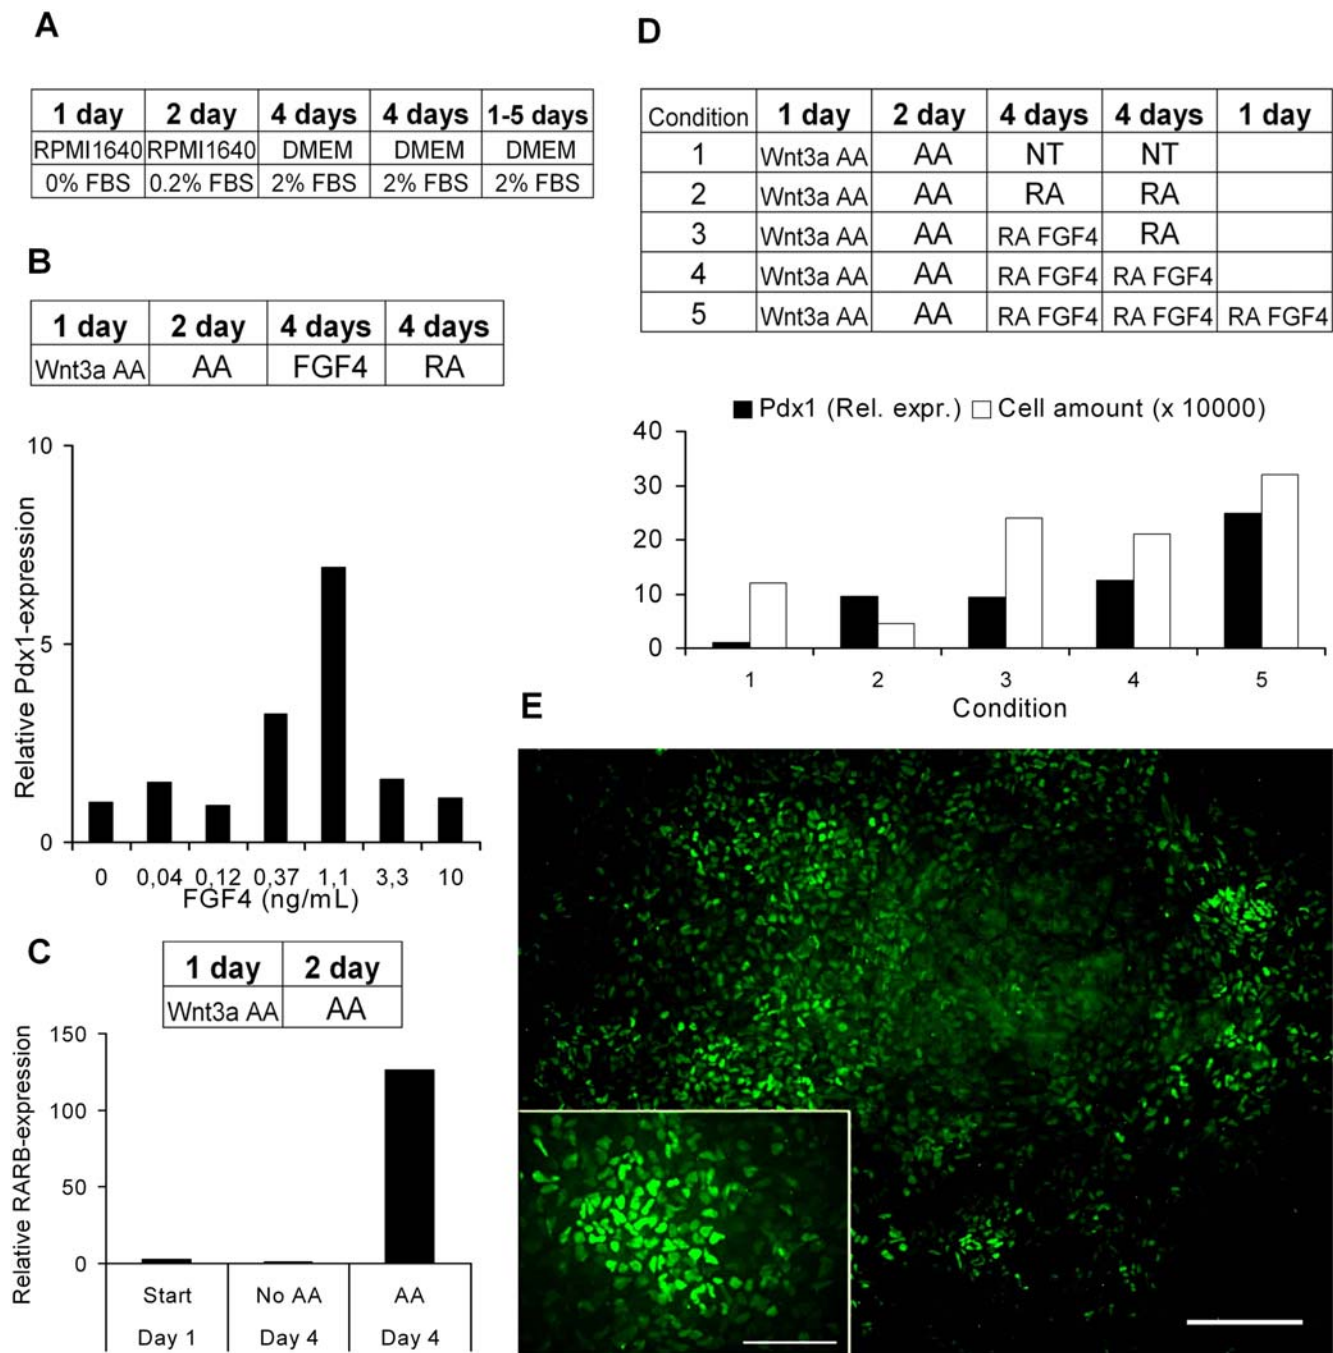 A
1 day 2 day 4 days 4 days 1-5 days
RPMI1640 RPMI1640 DMEM DMEM DMEM
0% FBS 0.2% FBS 2% FBS 2% FBS 2% FBS
B
1 day 2 day 4 days 4 days
Wnt3a AA AA FGF4 RA
Relative Pdx1-expression
10
5
0
0 0,04 0,12 0,37 1,1 3,3 10
FGF4 (ng/mL)
C
1 day 2 day
Wnt3a AA AA
Relative RARB-expression
150
100
50
0
Start No AA AA
Day 1 Day 4 Day 4
D
Condition 1 day 2 day 4 days 4 days 1 day
1 Wnt3a AA AA NT NT
2 Wnt3a AA AA RA RA
3 Wnt3a AA AA RA FGF4 RA
4 Wnt3a AA AA RA FGF4 RA FGF4
5 Wnt3a AA AA RA FGF4 RA FGF4 RA FGF4
Pdx1 (Rel. expr.) Cell amount (x 10000)
40
30
20
10
0
1 2 3 4 5
Condition
E